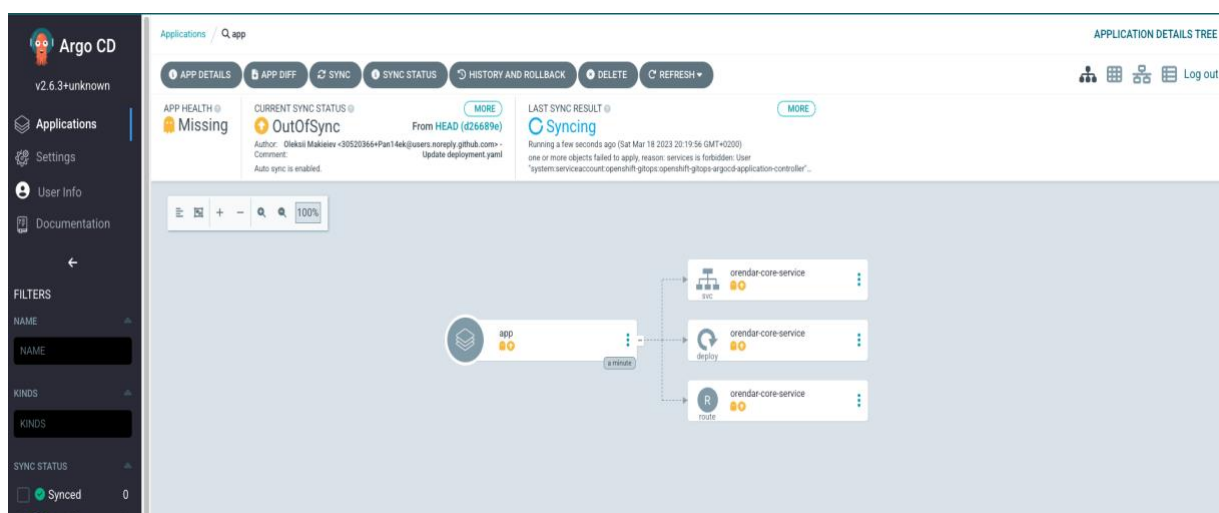 Argo CD
v2.6.3+unknown
Applications
Settings
User Info
Documentation
FILTERS
NAME
NAME
KINDS
KINDS
SYNC STATUS
Synced 0
Applications / app
APPLICATION DETAILS TREE
APP DETAILS APP DIFF SYNC SYNC STATUS HISTORY AND ROLLBACK DELETE REFRESH
Log out
APP HEALTH
Missing
CURRENT SYNC STATUS MORE
OutOfSync From HEAD (d26689e)
Author: Oleksii Makieiev <30520366+Pan14ek@users.noreply.github.com> -
Comment: Update deployment.yaml
Auto sync is enabled.
LAST SYNC RESULT MORE
Syncing
Running a few seconds ago (Sat Mar 18 2023 20:19:56 GMT+0200)
one or more objects failed to apply, reason: services is forbidden: User
"system:serviceaccount:openshift-gitops:openshift-gitops-argocd-application-controller"...
100%
app
a minute
orendar-core-service
svc
orendar-core-service
deploy
orendar-core-service
R
route